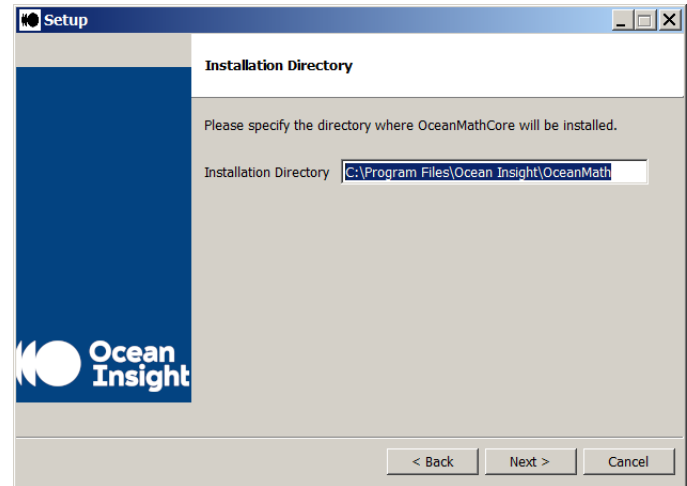 Setup
Installation Directory
Please specify the directory where OceanMathCore will be installed.
Installation Directory C:\Program Files\Ocean Insight\OceanMath
Ocean
Insight
< Back Next > Cancel